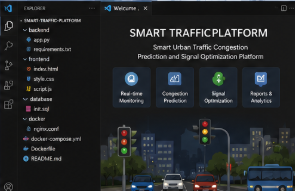 EXPLORER
SMART-TRAFFIC-PLATFORM
backend
app.py
requirements.txt
frontend
index.html
style.css
script.js
database
init.sql
docker
nginx.conf
docker-compose.yml
Dockerfile
README.md
Welcome
SMART TRAFFICPLATFORM
Smart Urban Traffic Congestion
Prediction and Signal Optimization Platform
Real-time
Monitoring
Congestion
Prediction
Signal
Optimization
Reports &
Analytics